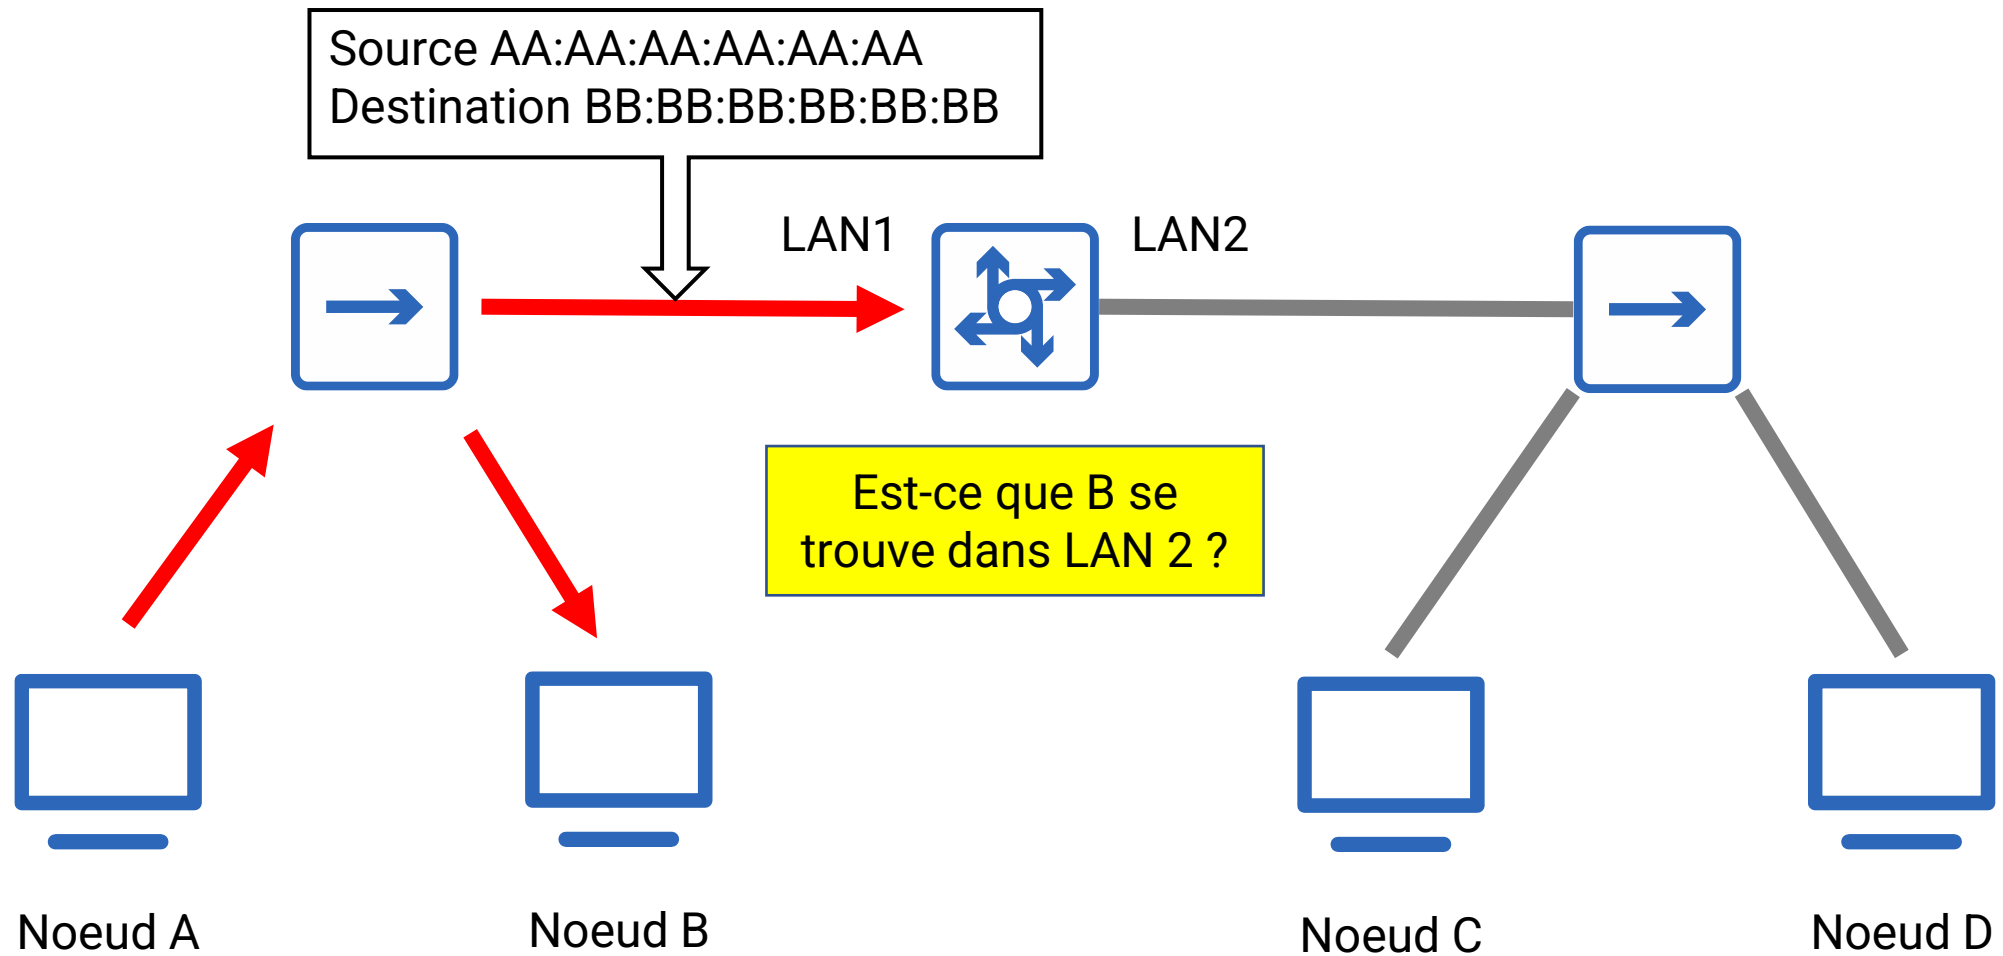 Source AA:AA:AA:AA:AA:AA
Destination BB:BB:BB:BB:BB:BB
LAN1
LAN2
Est-ce que B se
trouve dans LAN 2 ?
Noeud A
Noeud B
Noeud C
Noeud D